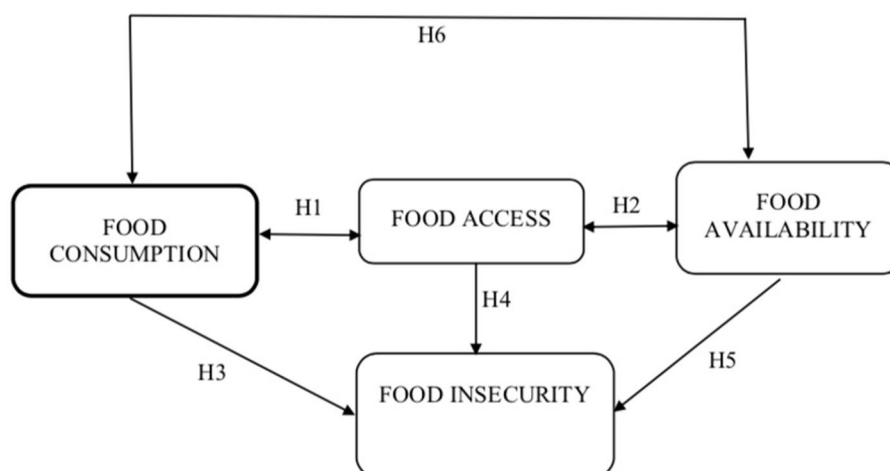 H6
FOOD
CONSUMPTION
H1
FOOD ACCESS
H2
FOOD
AVAILABILITY
H4
H3
H5
FOOD INSECURITY